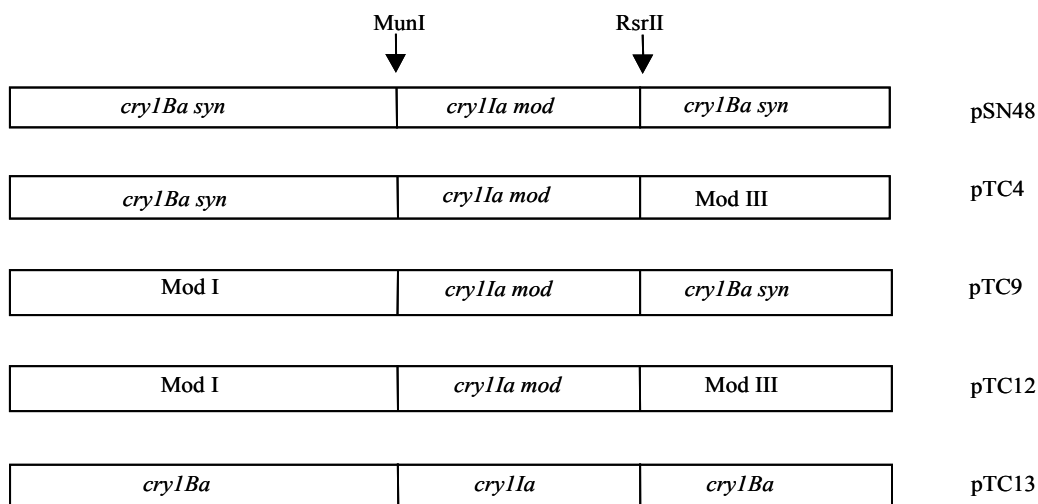 MunI RsrII
cry1Ba syn cry1Ia mod cry1Ba syn pSN48
cry1Ba syn cry1Ia mod Mod III pTC4
Mod I cry1Ia mod cry1Ba syn pTC9
Mod I cry1Ia mod Mod III pTC12
cry1Ba cry1Ia cry1Ba pTC13